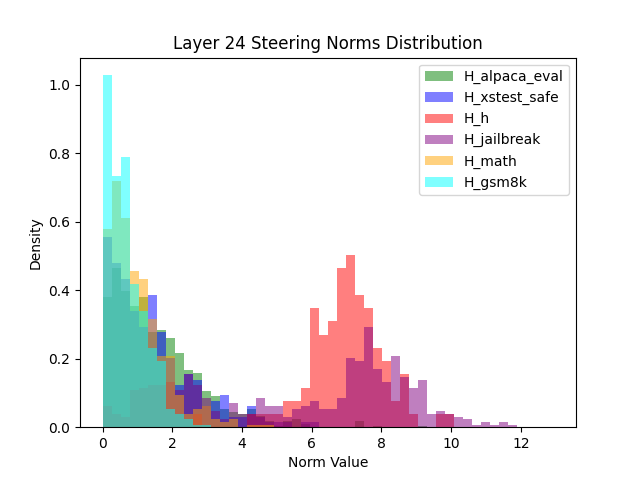 Layer 24 Steering Norms Distribution
H_alpaca_eval
H_xstest_safe
H_h
H_jailbreak
H_math
H_gsm8k
1.0
0.8
0.6
0.4
0.2
0.0
Density
0 2 4 6 8 10 12
Norm Value